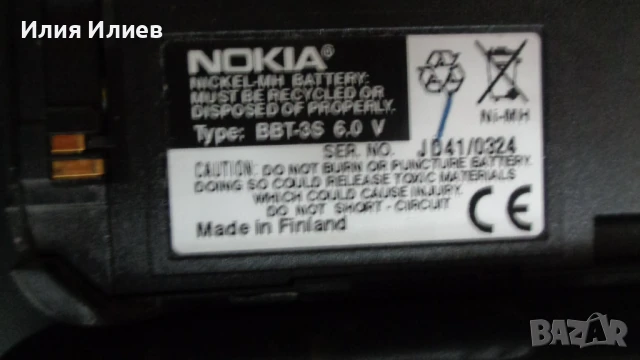 Илия Илиев
NOKIA®
NICKEL-MH BATTERY:
MUST BE RECYCLED OR
DISPOSED OF PROPERLY.
Type: BBT-3S 6.0 V
Ni-MH
SER. NO. JD41/0324
CAUTION: DO NOT BURN OR PUNCTURE BATTERY
DOING SO COULD RELEASE TOXIC MATERIALS
WHICH COULD CAUSE INJURY.
DO NOT SHORT - CIRCUIT
Made in Finland
CE
BAZAR